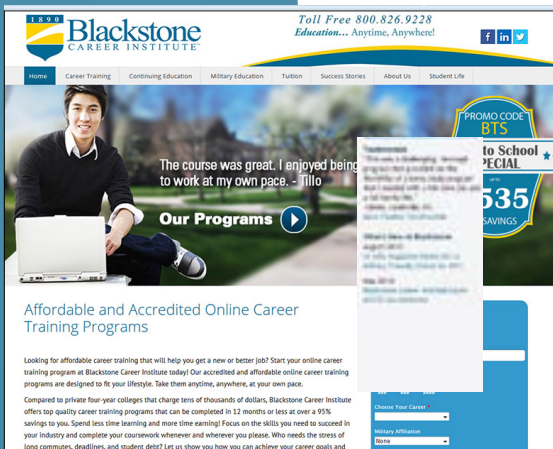 1890
Blackstone
CAREER INSTITUTE
Toll Free 800.826.9228
Education... Anytime, Anywhere!
Home Career Training Continuing Education Military Education Tuition Success Stories About Us Student Life
PROMO CODE
BTS
to School
PECIAL
UP TO
535
SAVINGS
The course was great. I enjoyed being
to work at my own pace. - Tillo
Our Programs
Affordable and Accredited Online Career
Training Programs
Looking for affordable career training that will help you get a new or better job? Start your online career
training program at Blackstone Career Institute today! Our accredited and affordable online career training
programs are designed to fit your lifestyle. Take them anytime, anywhere, at your own pace.
Compared to private four-year colleges that charge tens of thousands of dollars, Blackstone Career Institute
offers top quality career training programs that can be completed in 12 months or less at over a 95%
savings to you. Spend less time learning and more time earning! Focus on the skills you need to succeed in
your industry and complete your coursework whenever and wherever you please. Who needs the stress of
long commutes, deadlines, and student debt? Let us show you how you can achieve your career goals and
Choose Your Career
Military Affiliation
None